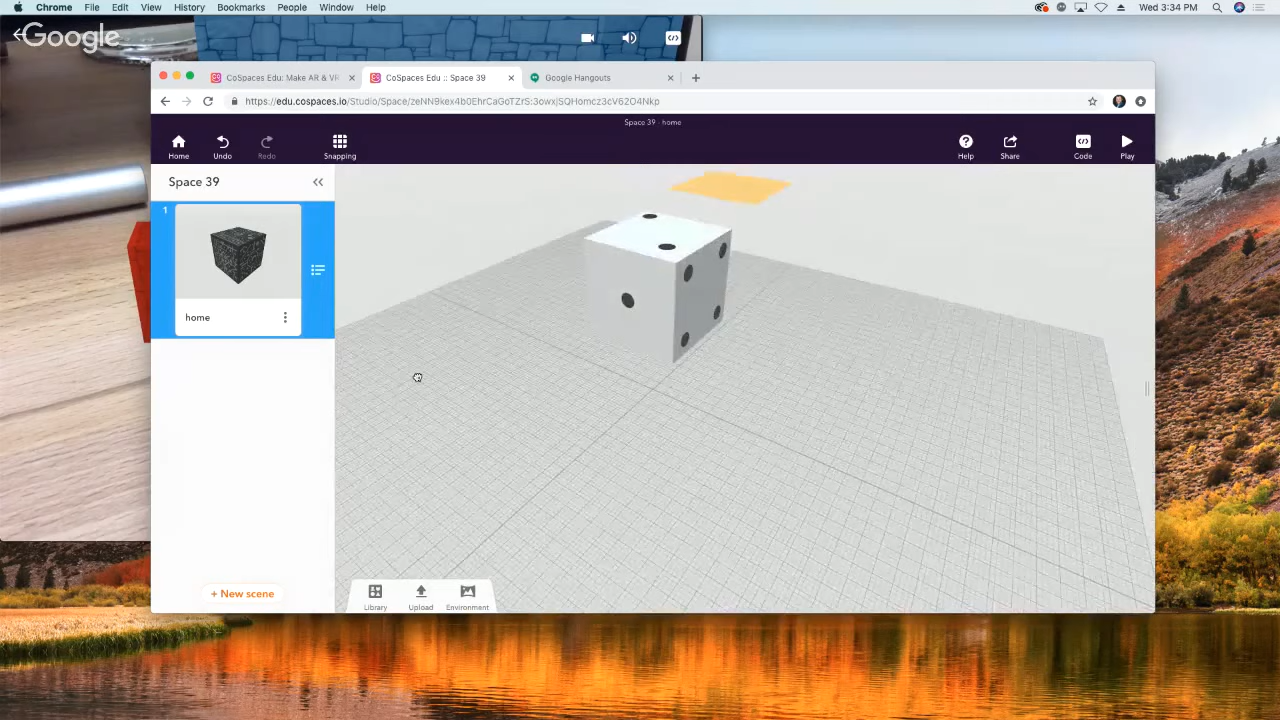 Chrome File Edit View History Bookmarks People Window Help Wed 3:34 PM
Google
CoSpaces Edu: Make AR & VR CoSpaces Edu :: Space 39 Google Hangouts
https://edu.cospaces.io/Studio/Space/zeNN9kex4b0EhrCaGoTZrS:3owxjSQHomcz3cV62O4Nkp
Space 39 - home
Home Undo Redo Snapping Help Share Code Play
Space 39
1
home
+ New scene
Library Upload Environment